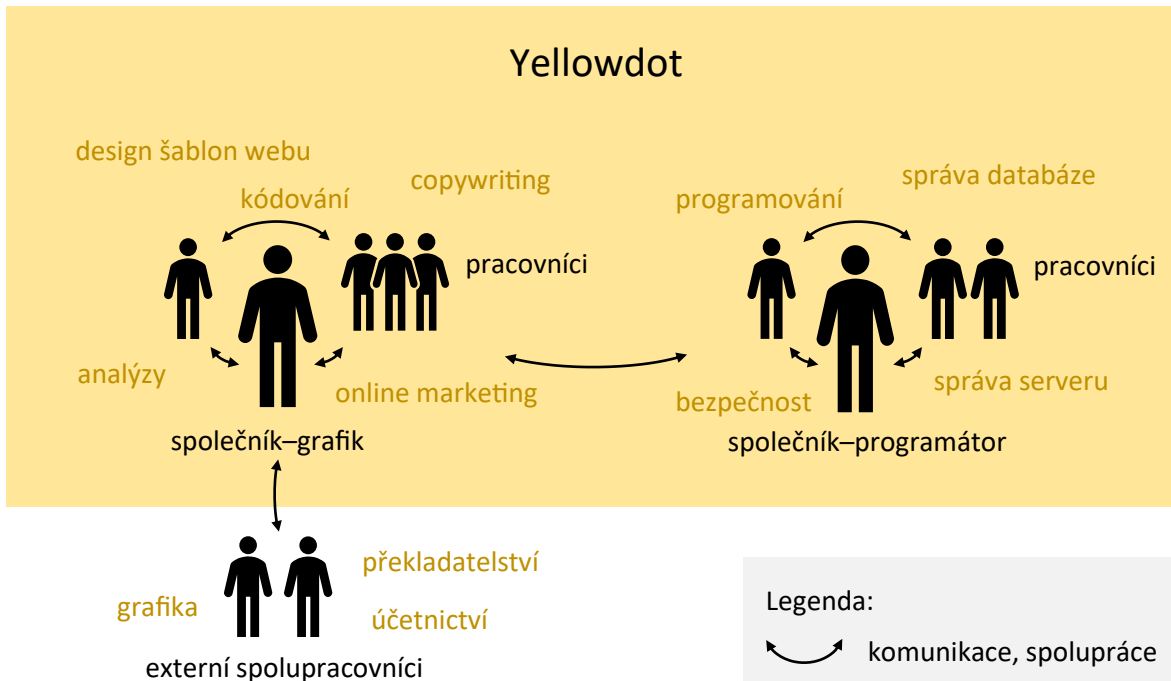 Yellowdot
design šablon webu
kódování
copywriting
pracovníci
analýzy
online marketing
společník–grafik
programování
správa databáze
pracovníci
bezpečnost
správa serveru
společník–programátor
grafika
překladatelství
účetnictví
externí spolupracovníci
Legenda:
komunikace, spolupráce